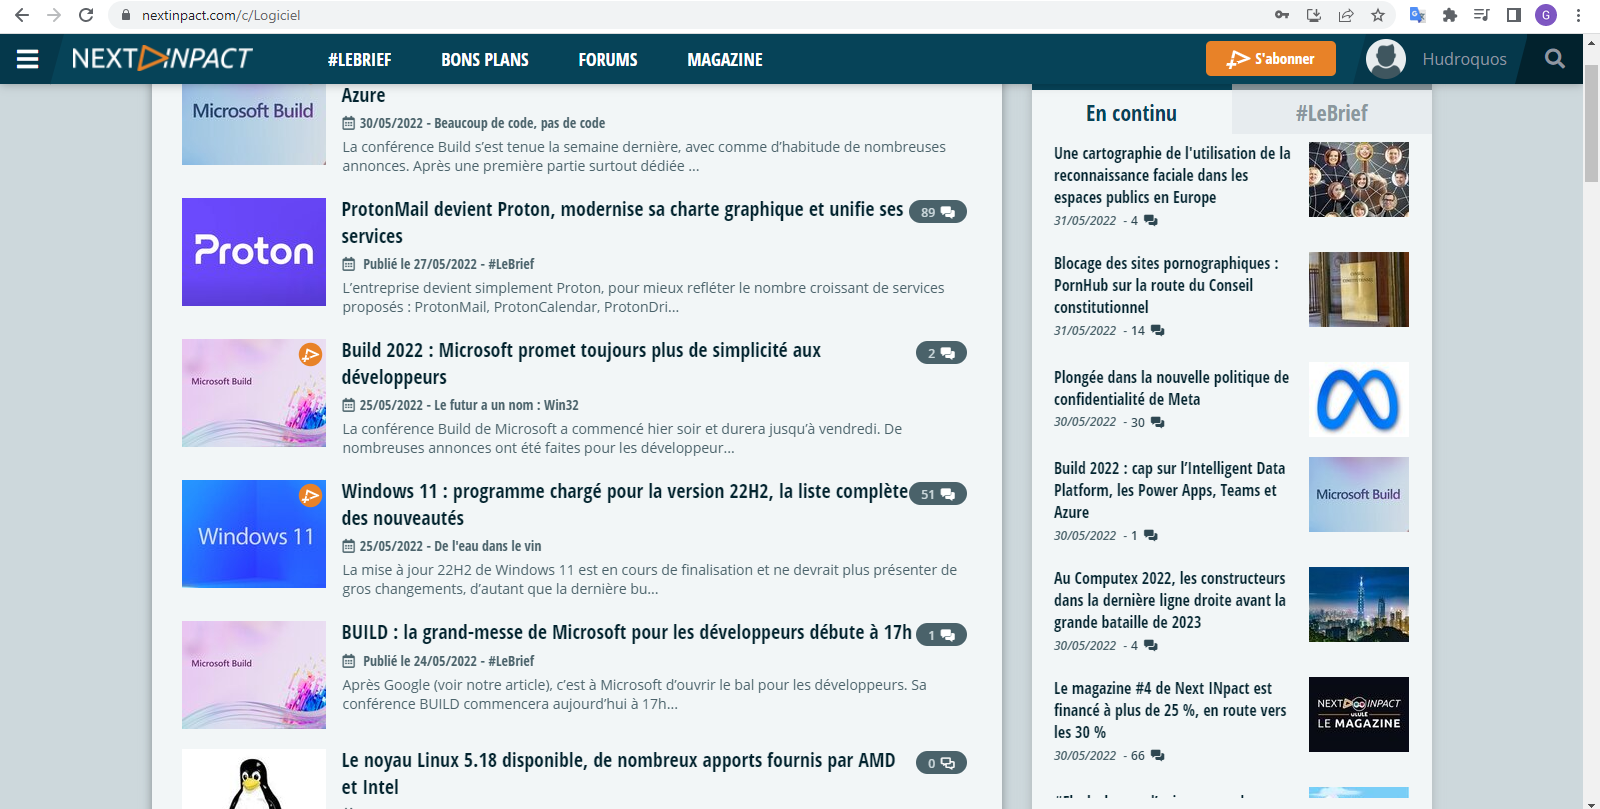 nextinpact.com/c/Logiciel
G
NEXT INPACT
#LEBRIEF
BONS PLANS
FORUMS
MAGAZINE
S'abonner
Hudroquos
Microsoft Build
Azure
30/05/2022 - Beaucoup de code, pas de code
La conférence Build s’est tenue la semaine dernière, avec comme d’habitude de nombreuses
annonces. Après une première partie surtout dédiée ...
Proton
ProtonMail devient Proton, modernise sa charte graphique et unifie ses
services
89
Publié le 27/05/2022 - #LeBrief
L’entreprise devient simplement Proton, pour mieux refléter le nombre croissant de services
proposés : ProtonMail, ProtonCalendar, ProtonDri...
Microsoft Build
Build 2022 : Microsoft promet toujours plus de simplicité aux
développeurs
2
25/05/2022 - Le futur a un nom : Win32
La conférence Build de Microsoft a commencé hier soir et durera jusqu’à vendredi. De
nombreuses annonces ont été faites pour les développeur...
Windows 11
Windows 11 : programme chargé pour la version 22H2, la liste complète
des nouveautés
51
25/05/2022 - De l'eau dans le vin
La mise à jour 22H2 de Windows 11 est en cours de finalisation et ne devrait plus présenter de
gros changements, d’autant que la dernière bu...
Microsoft Build
BUILD : la grand-messe de Microsoft pour les développeurs débute à 17h
1
Publié le 24/05/2022 - #LeBrief
Après Google (voir notre article), c’est à Microsoft d’ouvrir le bal pour les développeurs. Sa
conférence BUILD commencera aujourd’hui à 17h...
Le noyau Linux 5.18 disponible, de nombreux apports fournis par AMD
et Intel
0
En continu
#LeBrief
Une cartographie de l'utilisation de la
reconnaissance faciale dans les
espaces publics en Europe
31/05/2022 - 4
Blocage des sites pornographiques :
PornHub sur la route du Conseil
constitutionnel
31/05/2022 - 14
Plongée dans la nouvelle politique de
confidentialité de Meta
30/05/2022 - 30
Build 2022 : cap sur l’Intelligent Data
Platform, les Power Apps, Teams et
Azure
30/05/2022 - 1
Microsoft Build
Au Computex 2022, les constructeurs
dans la dernière ligne droite avant la
grande bataille de 2023
30/05/2022 - 4
Le magazine #4 de Next INpact est
financé à plus de 25 %, en route vers
les 30 %
30/05/2022 - 66
NEXT INPACT
ULULE
LE MAGAZINE